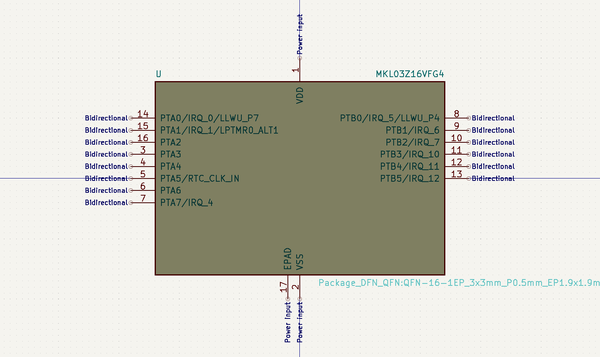 Power input
1
U MKL03Z16VFG4
VDD
Bidirectional 14 PTA0/IRQ_0/LLWU_P7 PTB0/IRQ_5/LLWU_P4 8 Bidirectional
Bidirectional 15 PTA1/IRQ_1/LPTMR0_ALT1 PTB1/IRQ_6 9 Bidirectional
Bidirectional 16 PTA2 PTB2/IRQ_7 10 Bidirectional
Bidirectional 3 PTA3 PTB3/IRQ_10 11 Bidirectional
Bidirectional 4 PTA4 PTB4/IRQ_11 12 Bidirectional
Bidirectional 5 PTA5/RTC_CLK_IN PTB5/IRQ_12 13 Bidirectional
Bidirectional 6 PTA6
Bidirectional 7 PTA7/IRQ_4
EPAD VSS
17 2
Package_DFN_QFN:QFN-16-1EP_3x3mm_P0.5mm_EP1.9x1.9m
Power input Power input